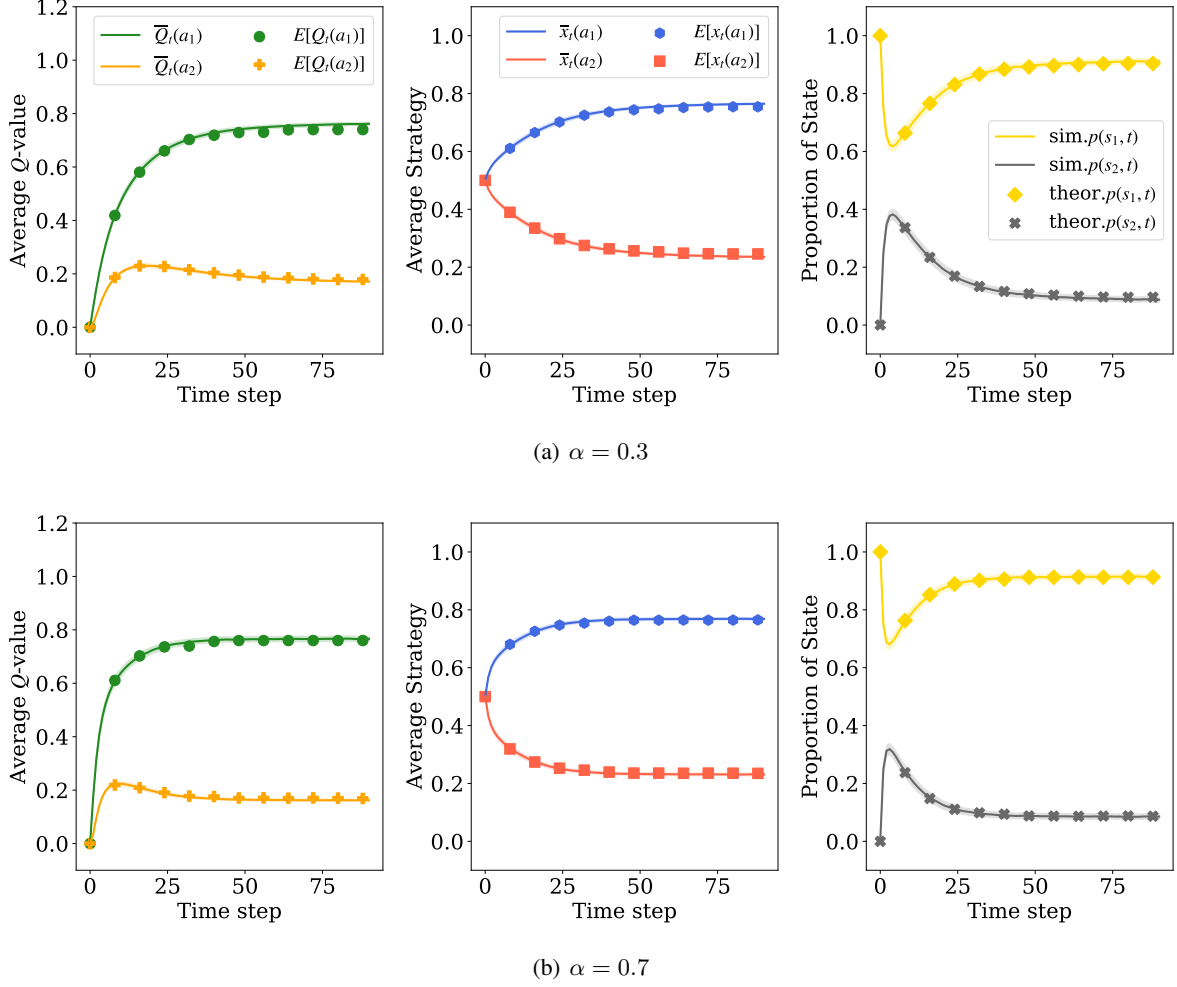 Average Q-value
1.2
1.0
0.8
0.6
0.4
0.2
0.0
Q̅ₜ(a₁) E[Qₜ(a₁)]
Q̅ₜ(a₂) E[Qₜ(a₂)]
0 25 50 75
Time step
Average Strategy
1.0
0.8
0.6
0.4
0.2
0.0
x̅ₜ(a₁) E[xₜ(a₁)]
x̅ₜ(a₂) E[xₜ(a₂)]
0 25 50 75
Time step
Proportion of State
1.0
0.8
0.6
0.4
0.2
0.0
sim.p(s₁, t)
sim.p(s₂, t)
theor.p(s₁, t)
theor.p(s₂, t)
0 25 50 75
Time step
(a) α = 0.3
Average Q-value
1.2
1.0
0.8
0.6
0.4
0.2
0.0
0 25 50 75
Time step
Average Strategy
1.0
0.8
0.6
0.4
0.2
0.0
0 25 50 75
Time step
Proportion of State
1.0
0.8
0.6
0.4
0.2
0.0
0 25 50 75
Time step
(b) α = 0.7